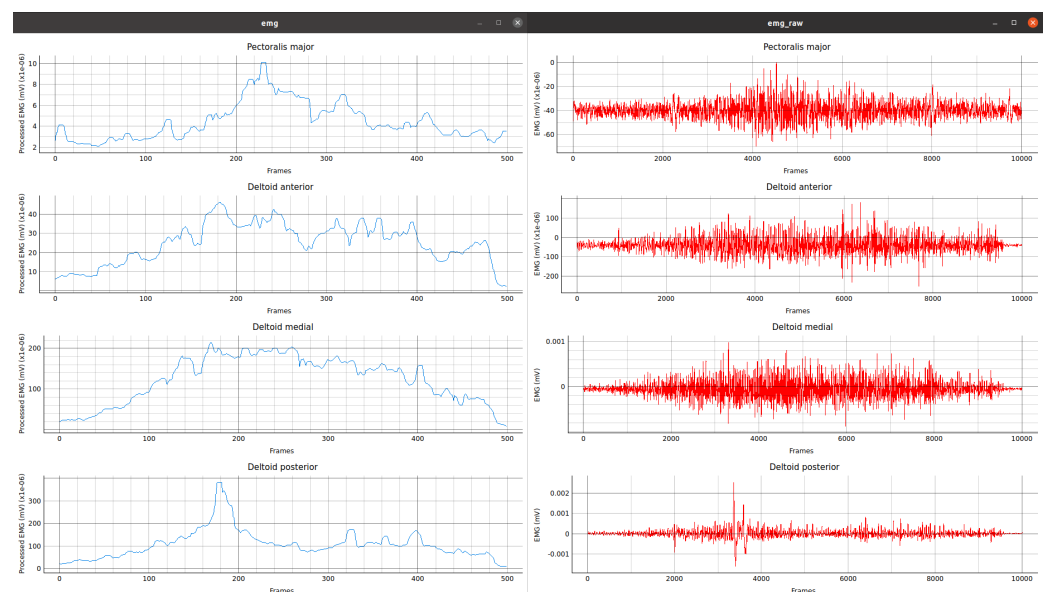 emg
Pectoralis major
Processed EMG (mV) (x1e-06)
10
8
6
4
2
0 100 200 300 400 500
Frames
Deltoid anterior
Processed EMG (mV) (x1e-06)
40
30
20
10
0 100 200 300 400 500
Frames
Deltoid medial
Processed EMG (mV) (x1e-06)
200
100
0 100 200 300 400 500
Frames
Deltoid posterior
Processed EMG (mV) (x1e-06)
300
200
100
0
0 100 200 300 400 500
Frames
emg_raw
Pectoralis major
EMG (mV) (x1e-06)
0
-20
-40
-60
0 2000 4000 6000 8000 10000
Frames
Deltoid anterior
EMG (mV) (x1e-06)
100
0
-100
-200
0 2000 4000 6000 8000 10000
Frames
Deltoid medial
EMG (mV)
0.001
0
0 2000 4000 6000 8000 10000
Frames
Deltoid posterior
EMG (mV)
0.002
0.001
0
-0.001
0 2000 4000 6000 8000 10000
Frames